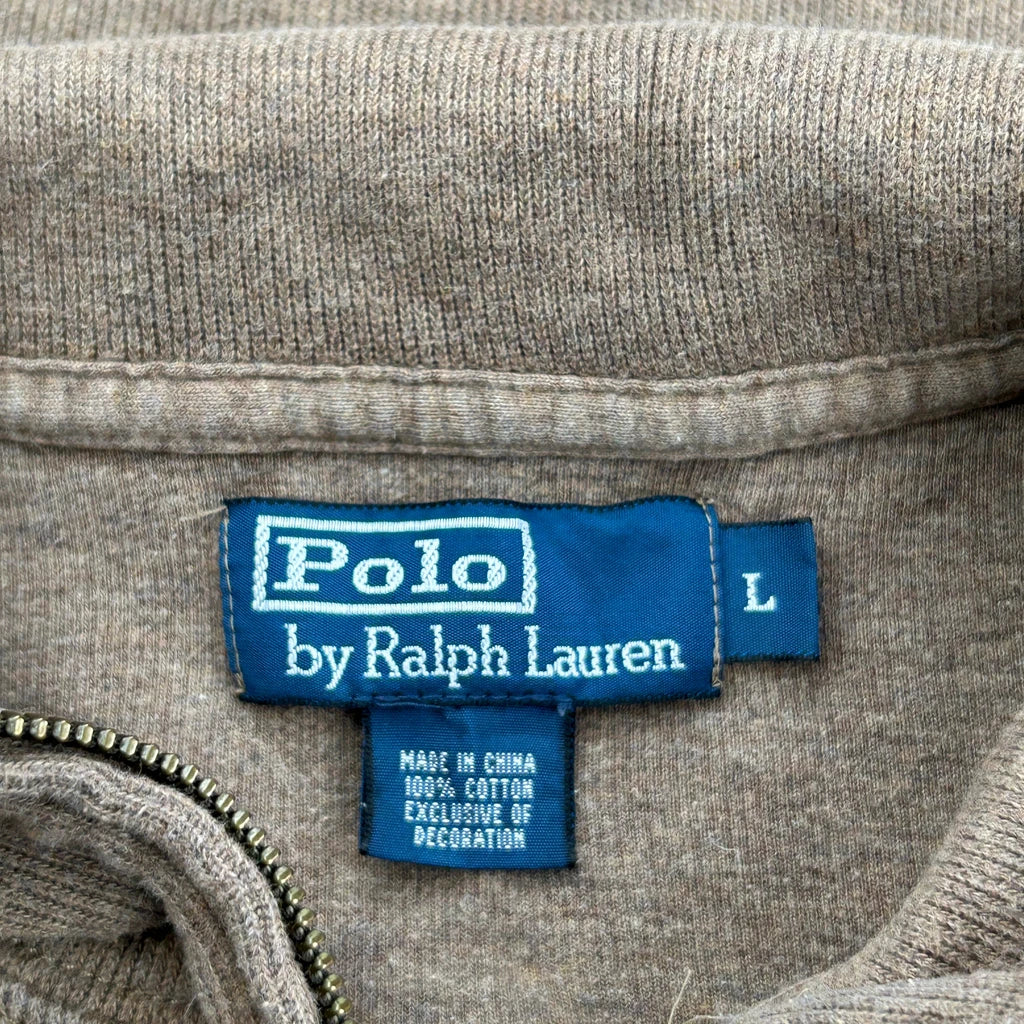 Polo
by Ralph Lauren
L
MADE IN CHINA
100% COTTON
EXCLUSIVE OF
DECORATION